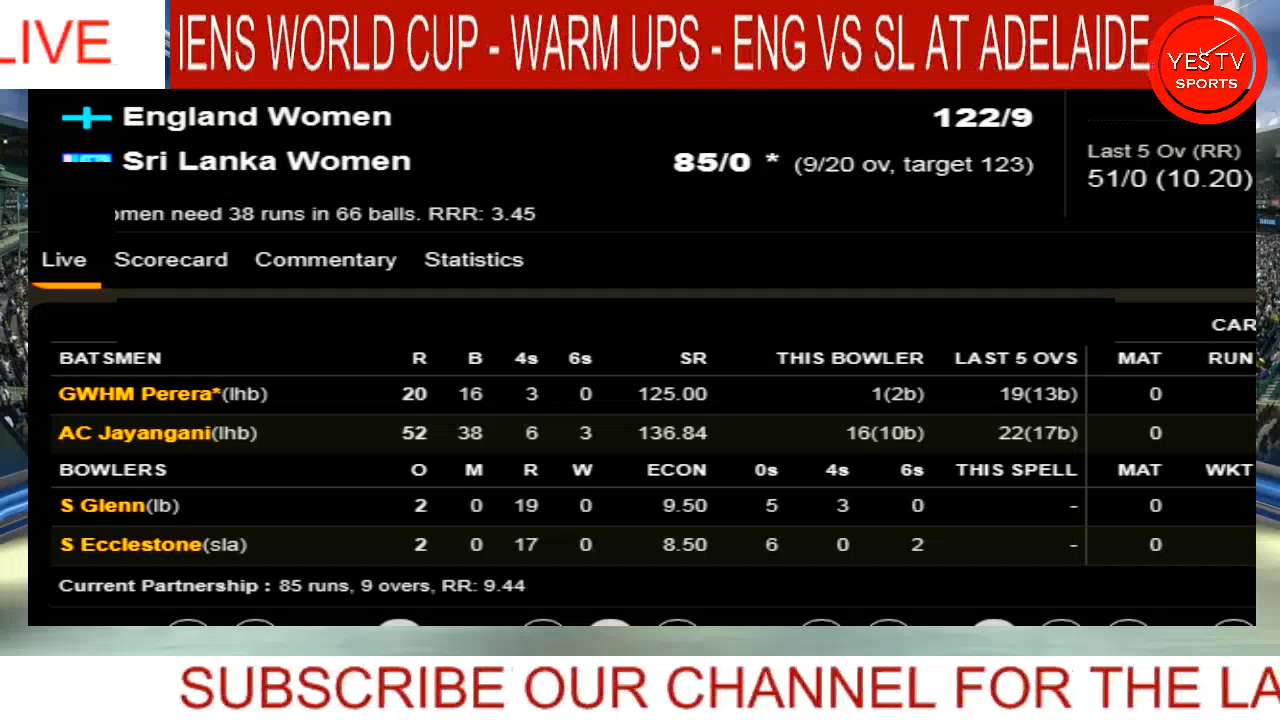 LIVE
IENS WORLD CUP - WARM UPS - ENG VS SL AT ADELAIDE
YES TV
SPORTS
England Women 122/9
Sri Lanka Women 85/0 * (9/20 ov, target 123)
Last 5 Ov (RR)
51/0 (10.20)
omen need 38 runs in 66 balls. RRR: 3.45
Live Scorecard Commentary Statistics
CAR
BATSMEN R B 4s 6s SR THIS BOWLER LAST 5 OVS MAT RUN
GWHM Perera*(lhb) 20 16 3 0 125.00 1(2b) 19(13b) 0
AC Jayangani(lhb) 52 38 6 3 136.84 16(10b) 22(17b) 0
BOWLERS O M R W ECON 0s 4s 6s THIS SPELL MAT WKT
S Glenn(lb) 2 0 19 0 9.50 5 3 0 - 0
S Ecclestone(sla) 2 0 17 0 8.50 6 0 2 - 0
Current Partnership : 85 runs, 9 overs, RR: 9.44
SUBSCRIBE OUR CHANNEL FOR THE LA